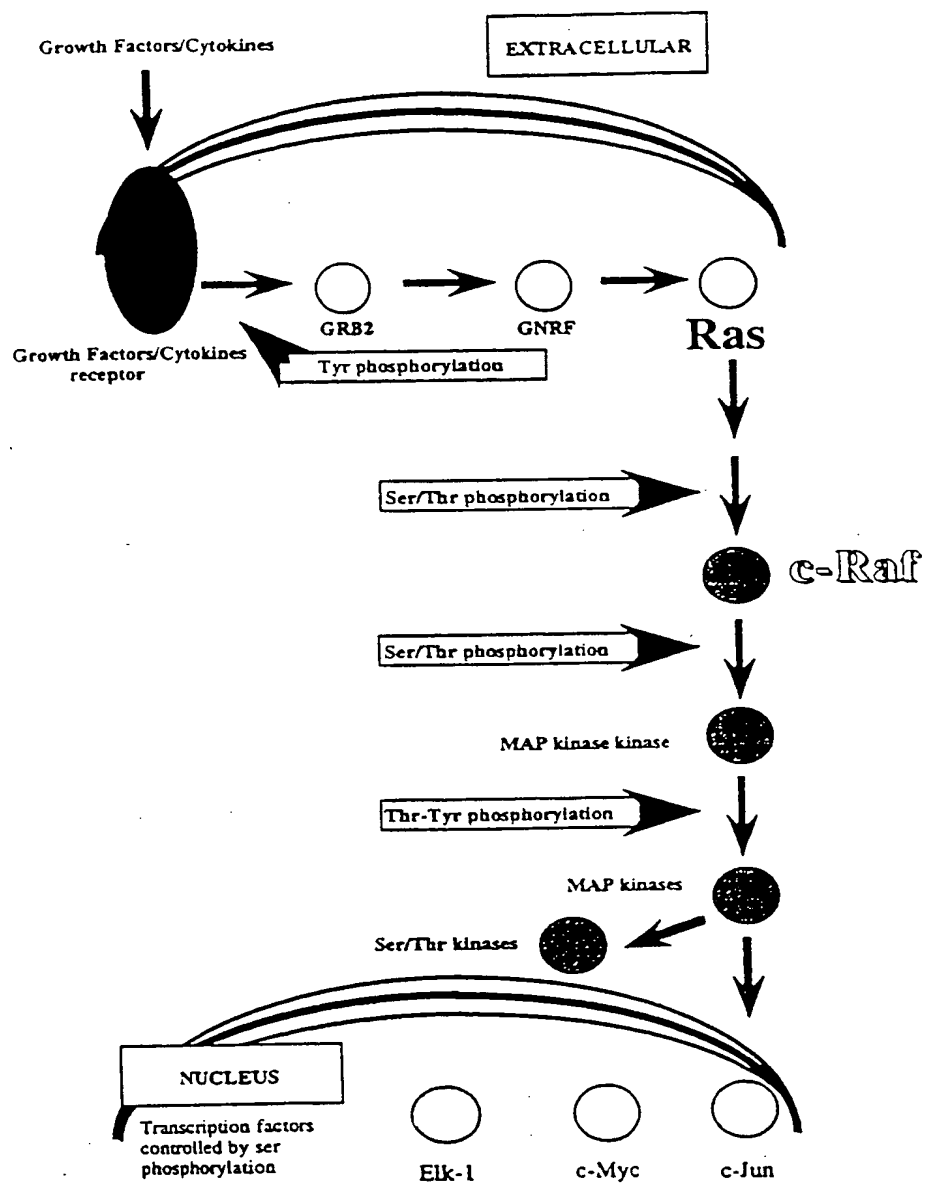 Growth Factors/Cytokines
EXTRACELLULAR
GRB2
GNRF
Ras
Growth Factors/Cytokines
receptor
Tyr phosphorylation
Ser/Thr phosphorylation
c-Raf
Ser/Thr phosphorylation
MAP kinase kinase
Thr-Tyr phosphorylation
MAP kinases
Ser/Thr kinases
NUCLEUS
Transcription factors
controlled by ser
phosphorylation
Elk-1
c-Myc
c-Jun